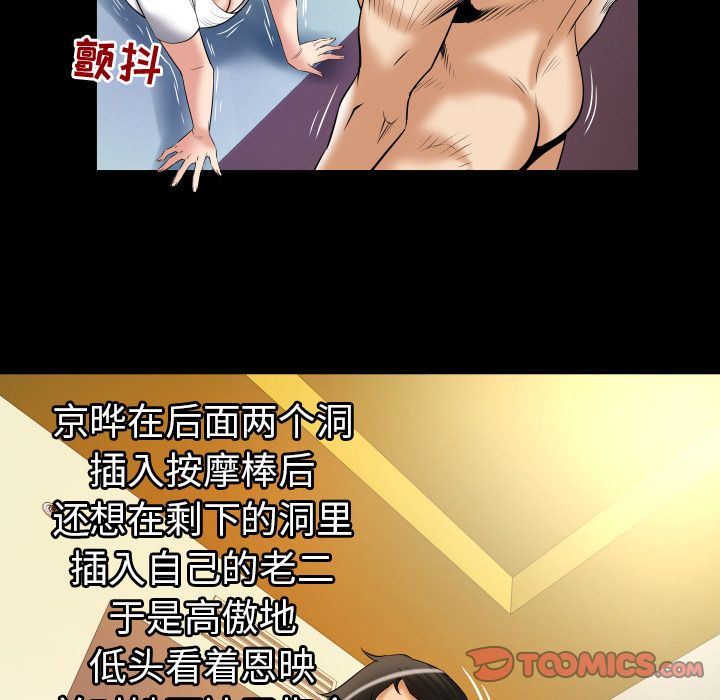 颤抖
京晔在后面两个洞
插入按摩棒后
还想在剩下的洞里
插入自己的老二
于是高傲地
低头看着恩映
TOOMICS.COM